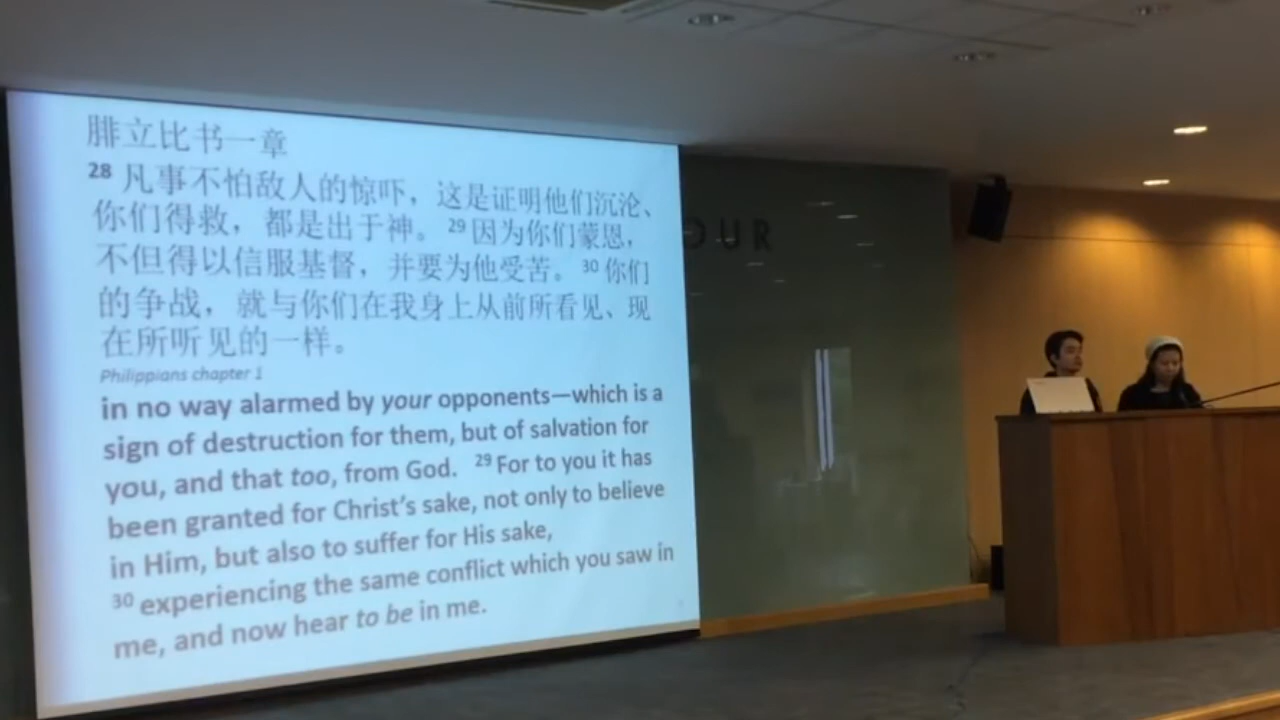 腓立比书一章
28 凡事不怕敌人的惊吓，这是证明他们沉沦、
你们得救，都是出于神。29 因为你们蒙恩，
不但得以信服基督，并要为他受苦。30 你们
的争战，就与你们在我身上从前所看见、现
在所听见的一样。
Philippians chapter 1
in no way alarmed by your opponents—which is a
sign of destruction for them, but of salvation for
you, and that too, from God. 29 For to you it has
been granted for Christ's sake, not only to believe
in Him, but also to suffer for His sake,
30 experiencing the same conflict which you saw in
me, and now hear to be in me.
OUR